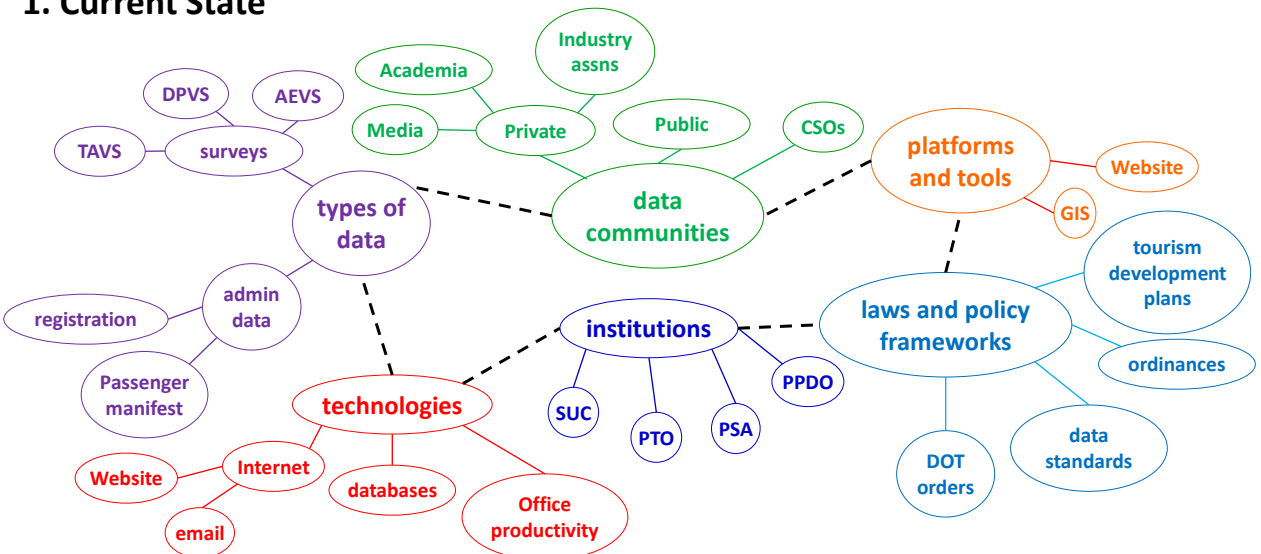 1. Current State
Industry
assns
Academia
DPVS
AEVS
Media
Private
Public
CSOs
TAVS
surveys
platforms
and tools
Website
GIS
types of
data
data
communities
tourism
development
plans
admin
data
registration
institutions
laws and policy
frameworks
ordinances
Passenger
manifest
technologies
SUC
PTO
PSA
PPDO
data
standards
DOT
orders
Website
Internet
email
databases
Office
productivity